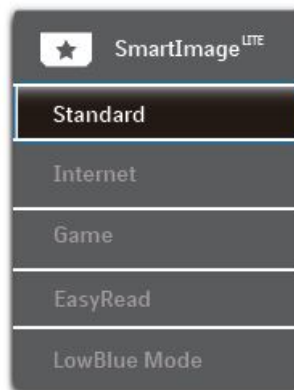 SmartImage LITE
Standard
Internet
Game
EasyRead
LowBlue Mode